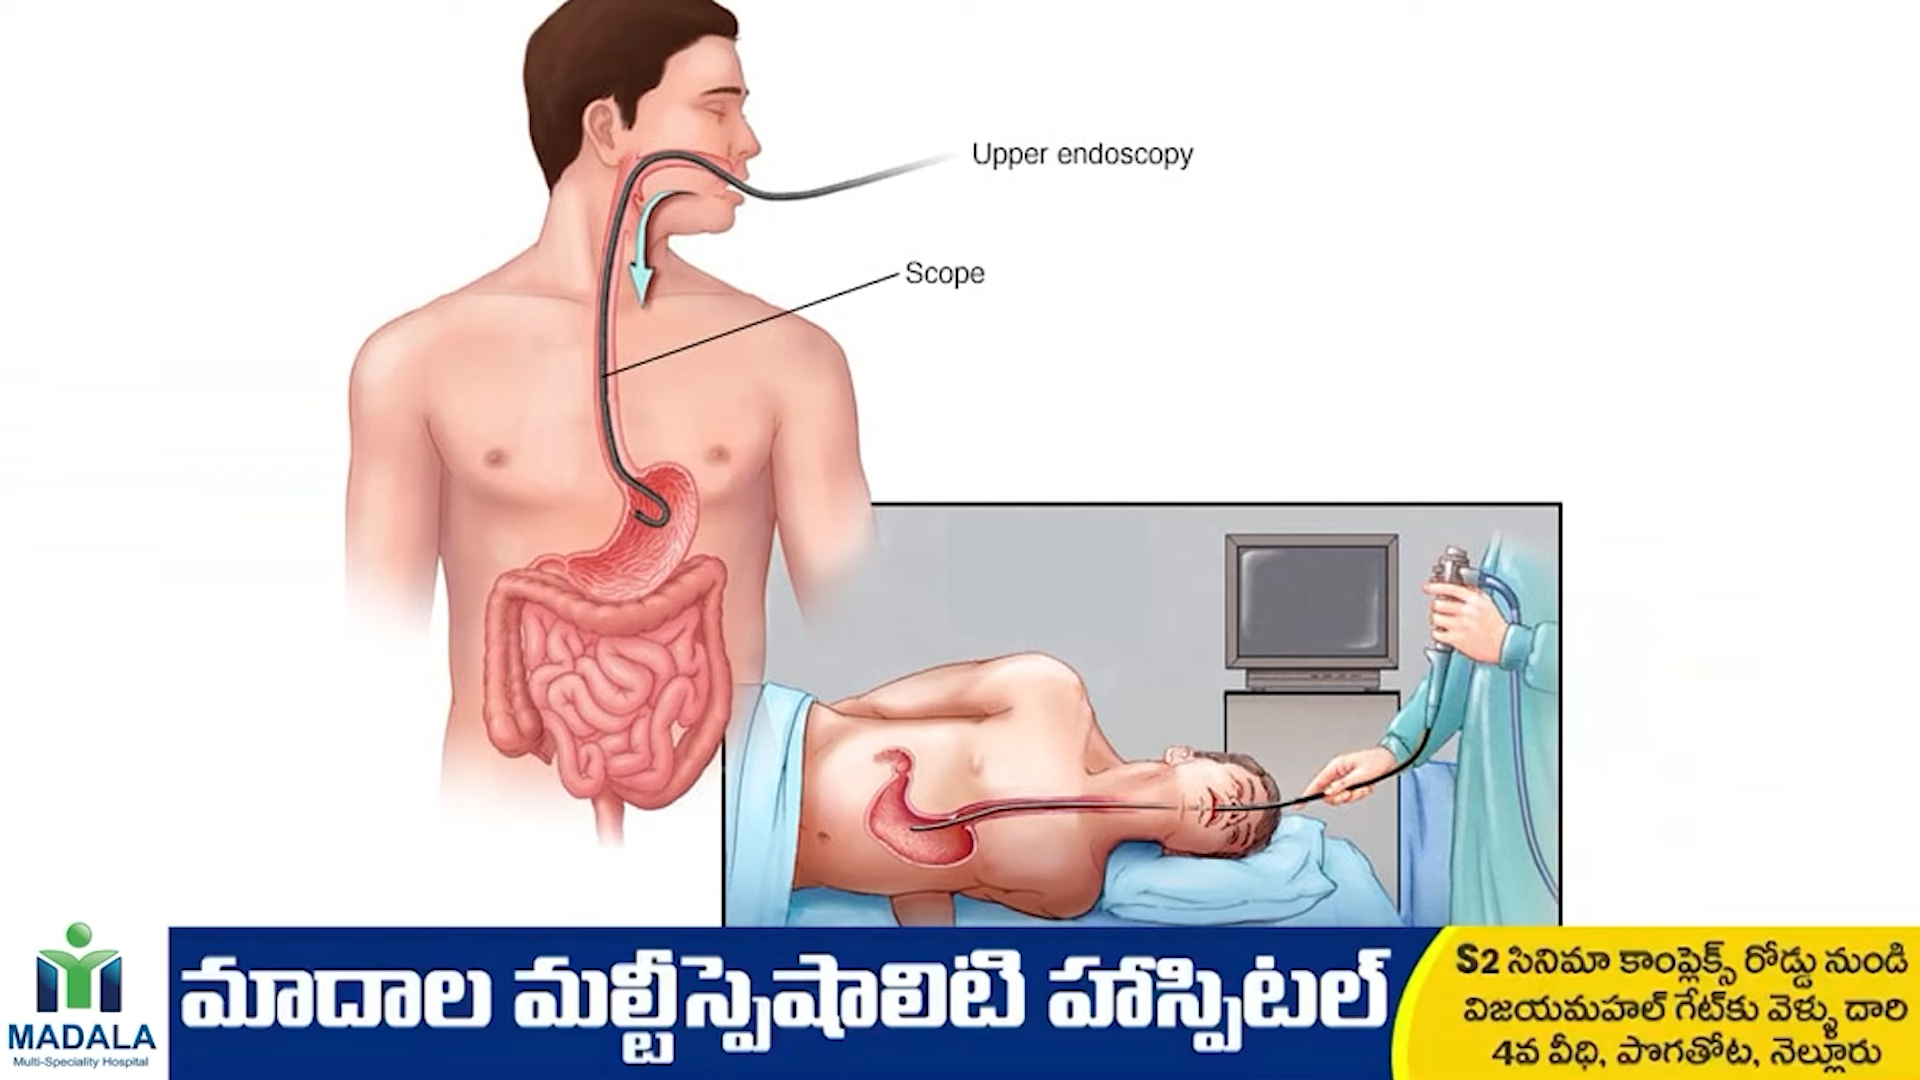 Upper endoscopy
Scope
MADALA
Multi-Speciality Hospital
మాదాల మల్టీస్పెషాలిటి హాస్పిటల్
S2 సినిమా కాంప్లెక్స్ రోడ్డు నుండి
విజయమహల్ గేట్‌కు వెళ్ళు దారి
4వ వీధి, పొగతోట, నెల్లూరు